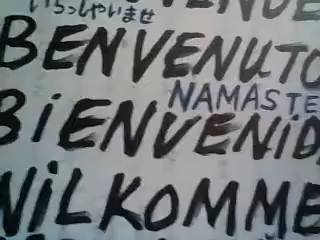 いらっしゃいませ
BENVENUTO
NAMASTE
BiENVENiD
WiLKOMME